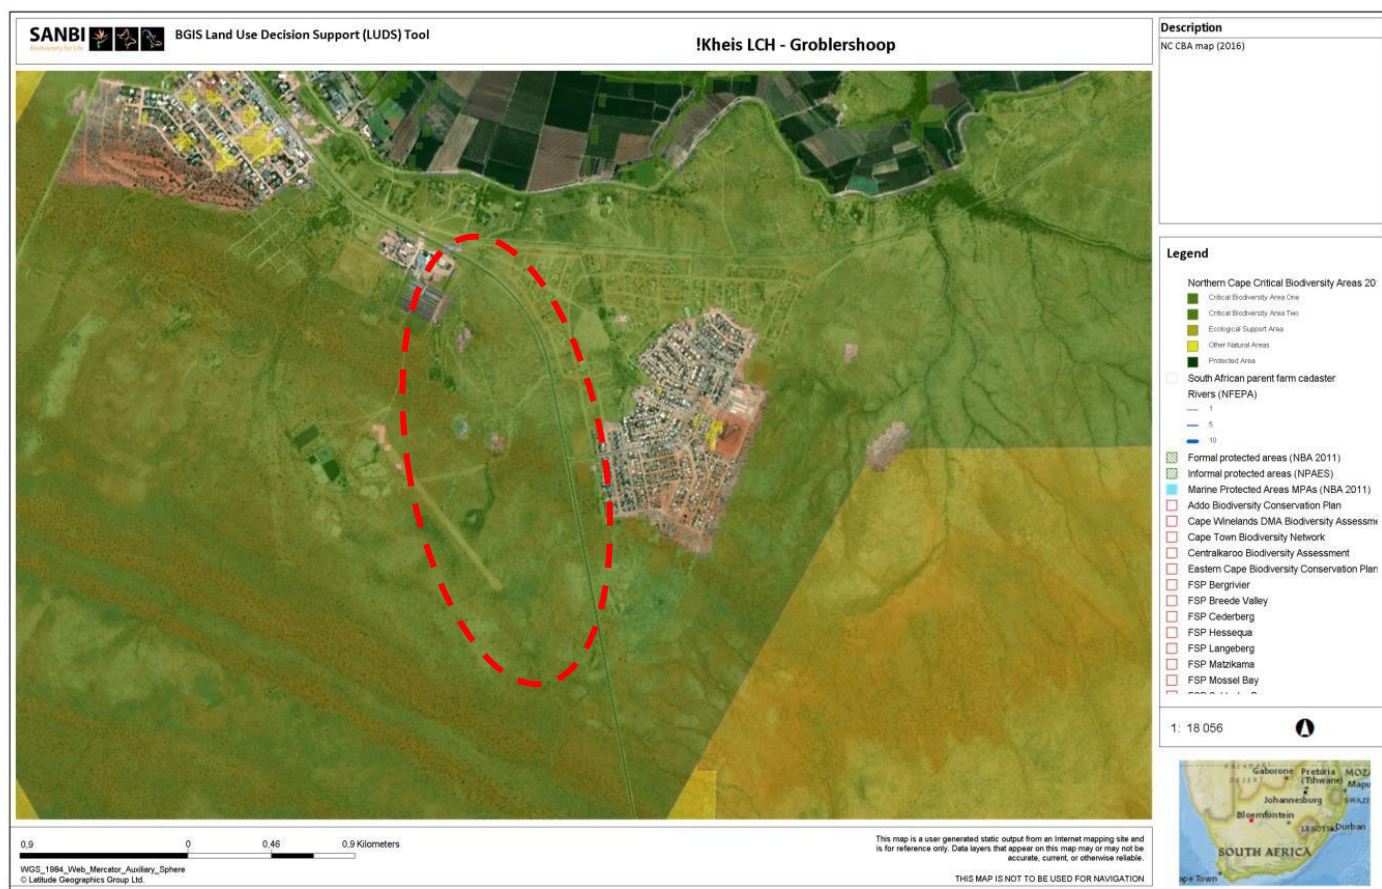 SANBI
Biodiversity for Life
BGIS Land Use Decision Support (LUDS) Tool
!Kheis LCH - Groblershoop
Description
NC CBA map (2016)
Legend
Northern Cape Critical Biodiversity Areas 20
Critical Biodiversity Area One
Critical Biodiversity Area Two
Ecological Support Area
Other Natural Areas
Protected Area
South African parent farm cadaster
Rivers (NFEPA)
1
5
10
Formal protected areas (NBA 2011)
Informal protected areas (NPAES)
Marine Protected Areas MPAs (NBA 2011)
Addo Biodiversity Conservation Plan
Cape Winelands DMA Biodiversity Assessme
Cape Town Biodiversity Network
Centralkaroo Biodiversity Assessment
Eastern Cape Biodiversity Conservation Plan
FSP Bergrivier
FSP Breede Valley
FSP Cederberg
FSP Hessequa
FSP Langeberg
FSP Matzikama
FSP Mossel Bay
1: 18 056
Gaborone
Pretoria
(Tshwane)
MOZ
Mapu
Johannesburg
SWAZI
Bloemfontein
LESOTHO
Durban
SOUTH AFRICA
ape Town
0,9 0 0,46 0,9 Kilometers
WGS_1984_Web_Mercator_Auxiliary_Sphere
© Latitude Geographics Group Ltd.
This map is a user generated static output from an Internet mapping site and
is for reference only. Data layers that appear on this map may or may not be
accurate, current, or otherwise reliable.
THIS MAP IS NOT TO BE USED FOR NAVIGATION